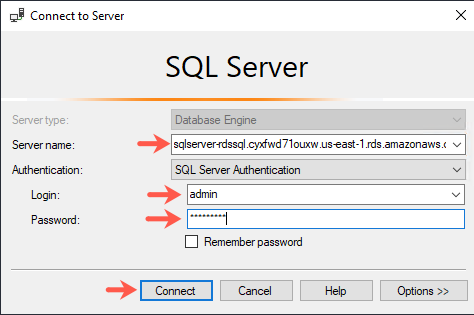 Connect to Server
SQL Server
Server type: Database Engine
Server name: sqlserver-rdssql.cyxfwd71ouxw.us-east-1.rds.amazonaws.c
Authentication: SQL Server Authentication
Login: admin
Password: *********
Remember password
Connect Cancel Help Options >>